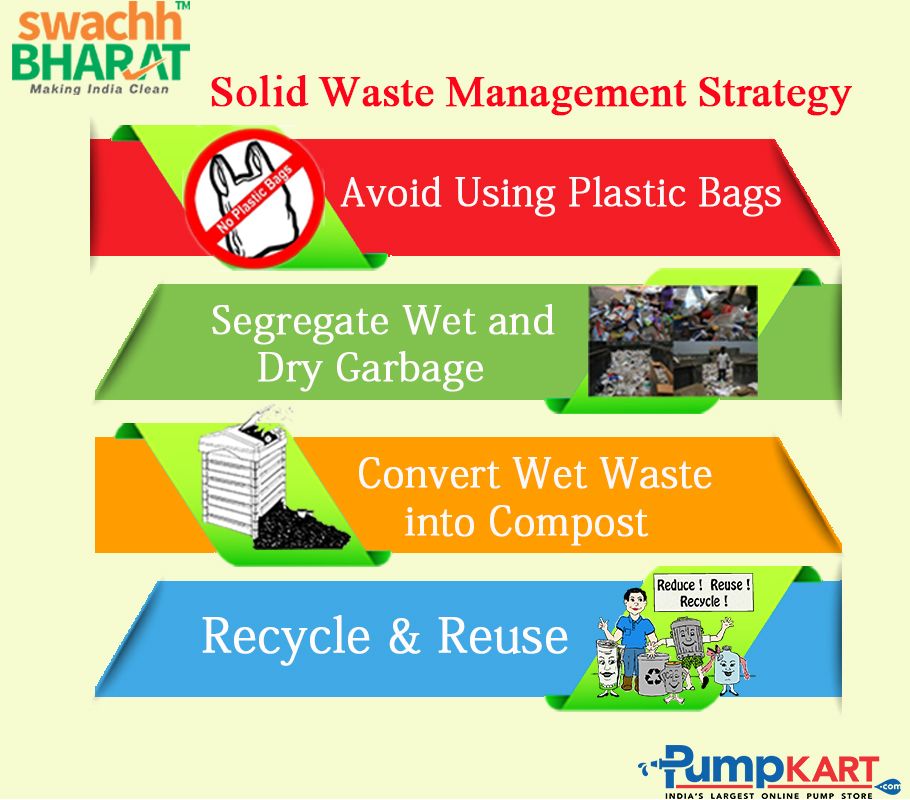 swachh™
BHARAT
Making India Clean
Solid Waste Management Strategy
No Plastic Bags
Avoid Using Plastic Bags
Segregate Wet and
Dry Garbage
Convert Wet Waste
into Compost
Reduce ! Reuse !
Recycle !
Recycle & Reuse
PumpKART
.com
INDIA'S LARGEST ONLINE PUMP STORE